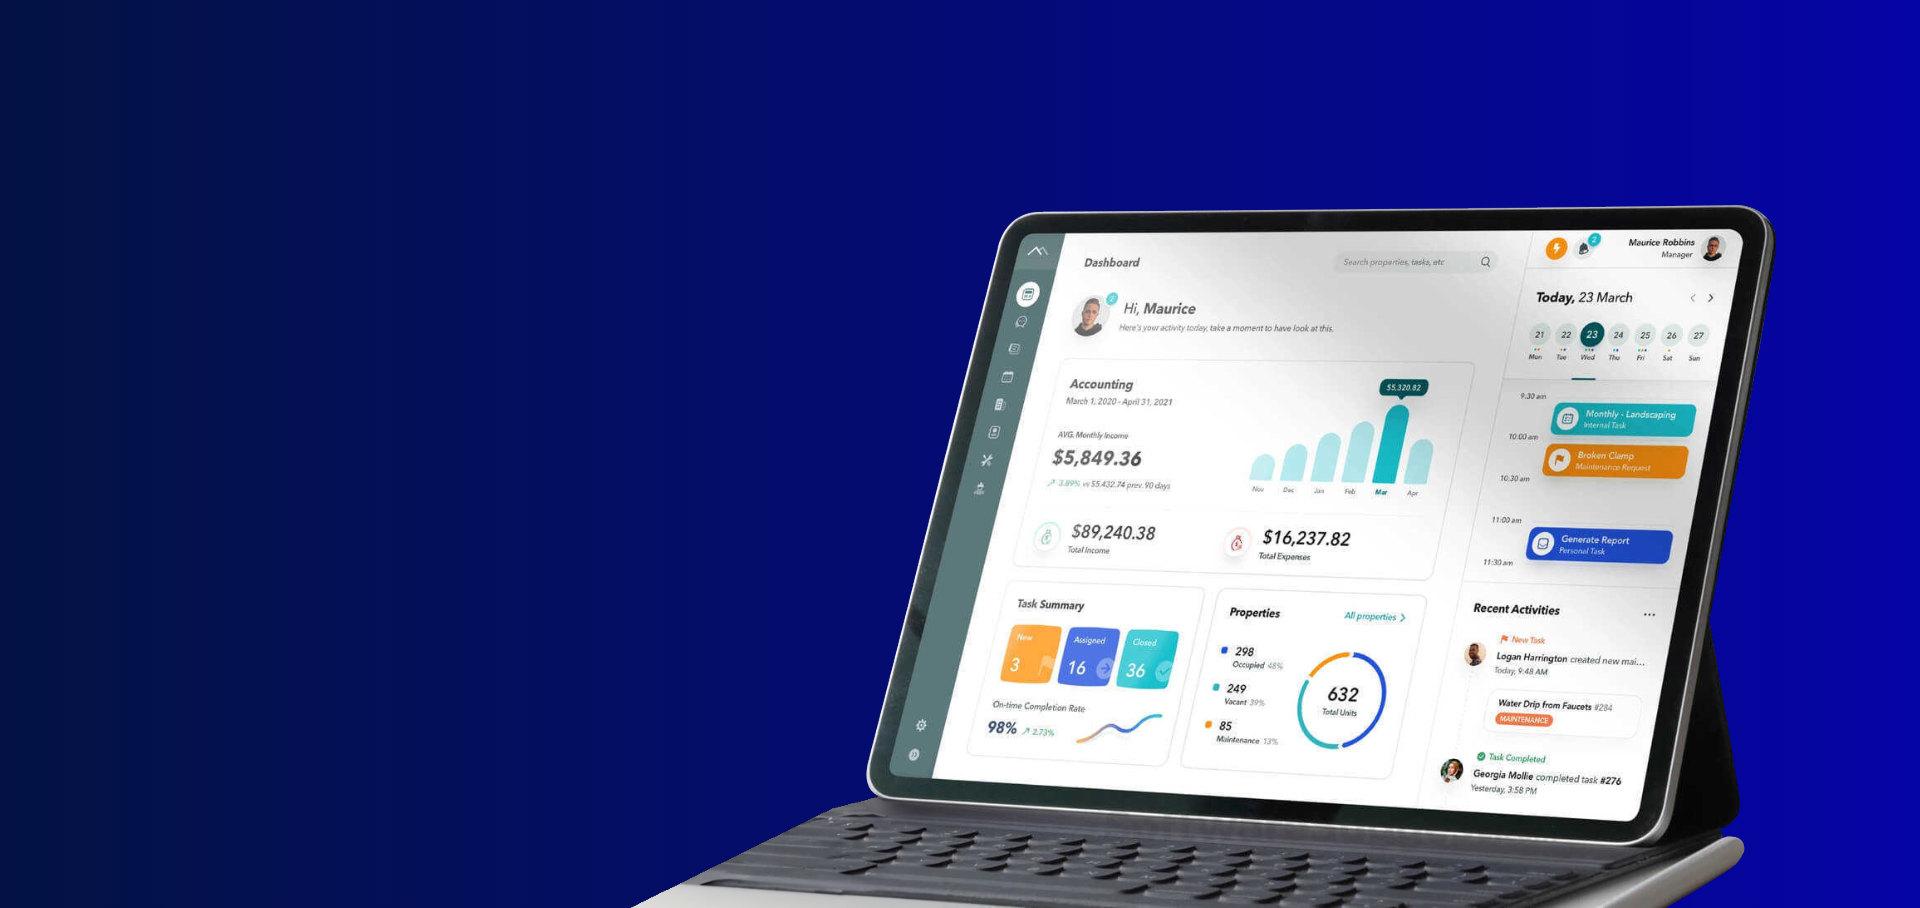 Dashboard
Search properties, tasks, etc
2
Maurice Robbins
Manager
2
Hi, Maurice
Here's your activity today, take a moment to have look at this.
Accounting
March 1, 2020 - April 31, 2021
AVG. Monthly Income
$5,849.36
3.89% vs $5,432.74 prev. 90 days
$5,320.82
Nov Dec Jan Feb Mar Apr
$89,240.38
Total Income
$16,237.82
Total Expenses
Task Summary
New
3
Assigned
16
Closed
36
On-time Completion Rate
98% 2.73%
Properties
All properties
298
Occupied 48%
249
Vacant 39%
85
Maintenance 13%
632
Total Units
Today, 23 March
21 22 23 24 25 26 27
Mon Tue Wed Thu Fri Sat Sun
9:30 am
Monthly - Landscaping
Internal Task
10:00 am
Broken Clamp
Maintenance Request
10:30 am
11:00 am
Generate Report
Personal Task
11:30 am
Recent Activities
New Task
Logan Harrington created new mai...
Today, 9:48 AM
Water Drip from Faucets #284
MAINTENANCE
Task Completed
Georgia Mollie completed task #276
Yesterday, 3:58 PM